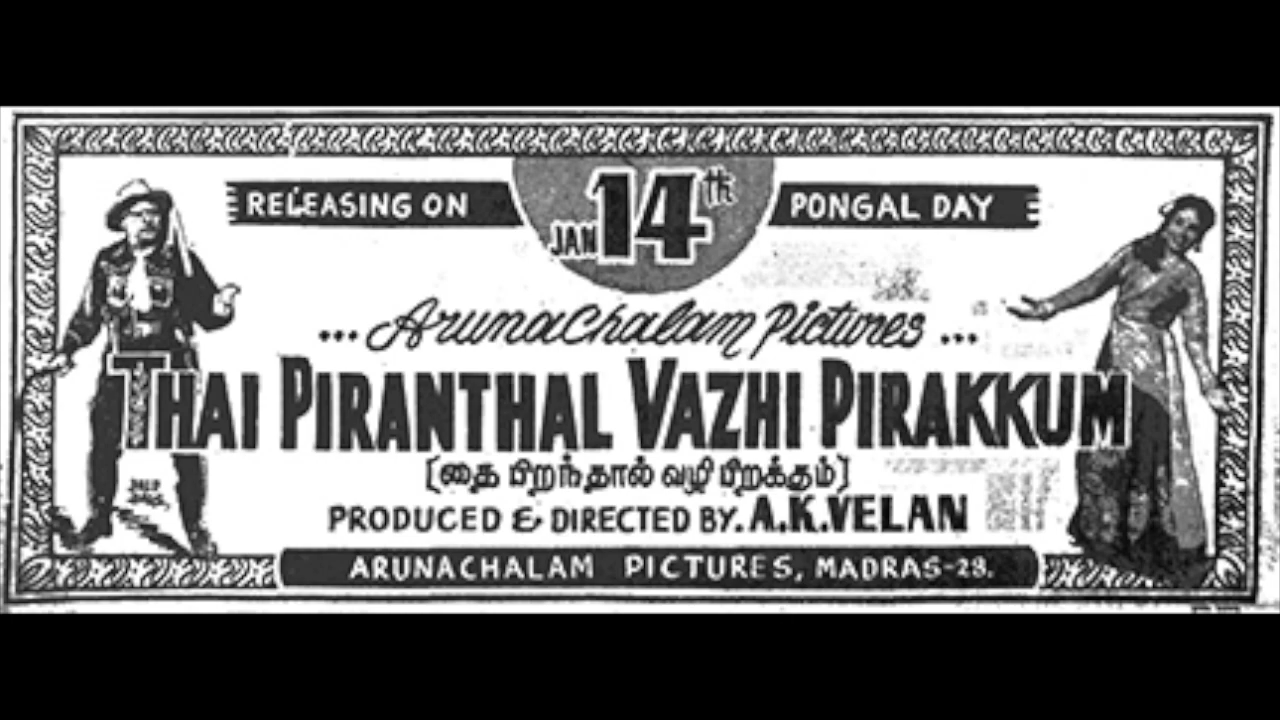 RELEASING ON JAN 14th PONGAL DAY
... Arunachalam Pictures ...
THAI PIRANTHAL VAZHI PIRAKKUM
(தை பிறந்தால் வழி பிறக்கும்)
PRODUCED & DIRECTED BY. A.K.VELAN
ARUNACHALAM PICTURES, MADRAS-28.